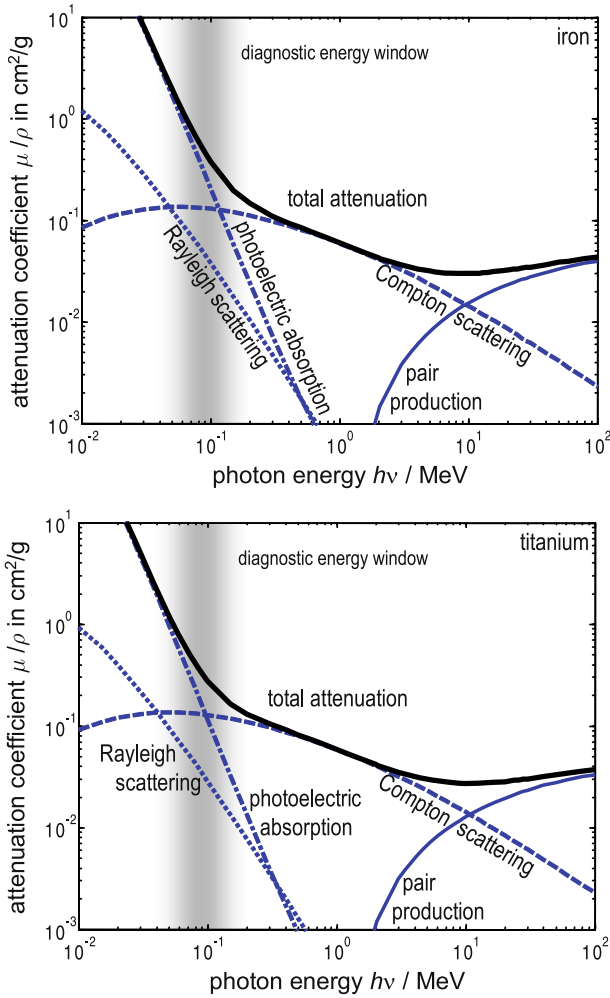 10^1
iron
diagnostic energy window
10^0
total attenuation
10^-1
attenuation coefficient μ/ρ in cm²/g
Rayleigh scattering
photoelectric absorption
Compton scattering
10^-2
pair
production
10^-3
10^-2
10^-1
10^0
10^1
10^2
photon energy hν / MeV
10^1
titanium
diagnostic energy window
10^0
total attenuation
10^-1
attenuation coefficient μ/ρ in cm²/g
Rayleigh
scattering
photoelectric
absorption
Compton scattering
10^-2
pair
production
10^-3
10^-2
10^-1
10^0
10^1
10^2
photon energy hν / MeV